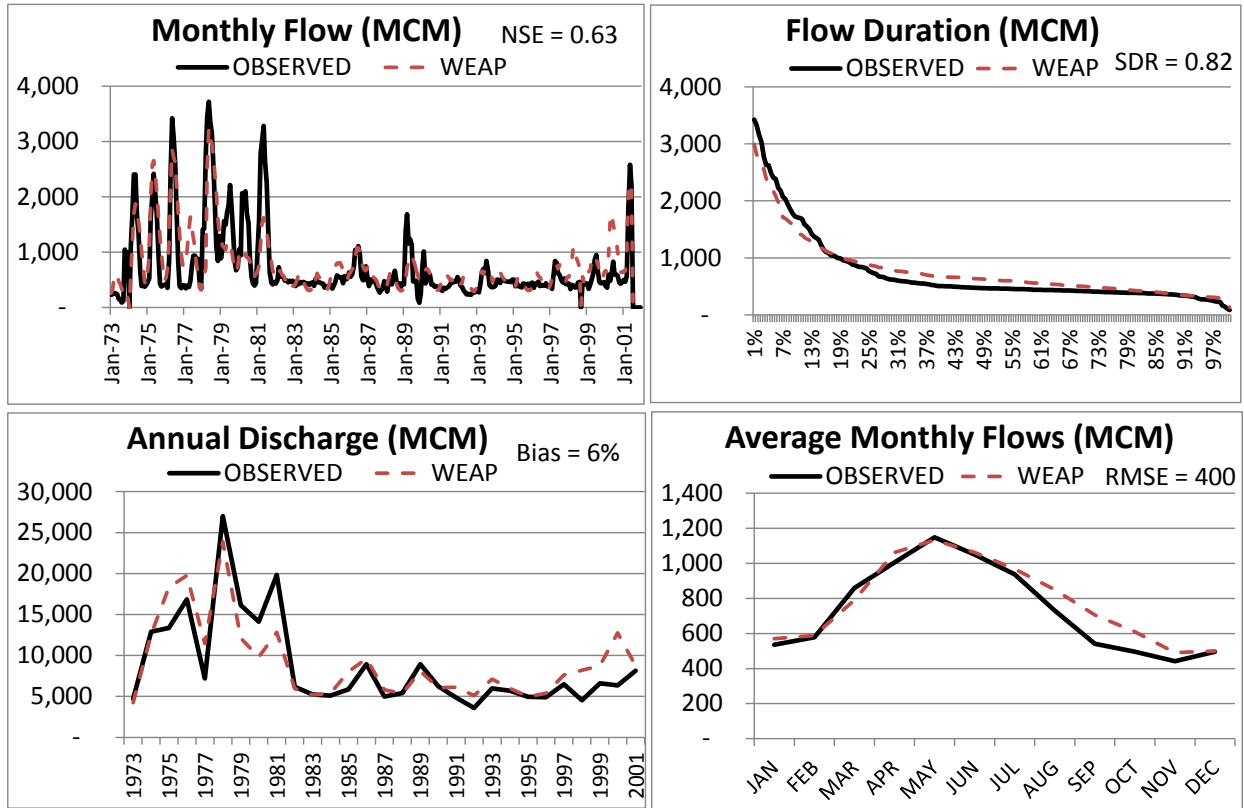 Monthly Flow (MCM)
NSE = 0.63
OBSERVED WEAP
4,000
3,000
2,000
1,000
-
Jan-73 Jan-75 Jan-77 Jan-79 Jan-81 Jan-83 Jan-85 Jan-87 Jan-89 Jan-91 Jan-93 Jan-95 Jan-97 Jan-99 Jan-01
Flow Duration (MCM)
OBSERVED WEAP
SDR = 0.82
4,000
3,000
2,000
1,000
-
1% 7% 13% 19% 25% 31% 37% 43% 49% 55% 61% 67% 73% 79% 85% 91% 97%
Annual Discharge (MCM)
Bias = 6%
OBSERVED WEAP
30,000
25,000
20,000
15,000
10,000
5,000
-
1973 1975 1977 1979 1981 1983 1985 1987 1989 1991 1993 1995 1997 1999 2001
Average Monthly Flows (MCM)
OBSERVED WEAP RMSE = 400
1,400
1,200
1,000
800
600
400
200
-
JAN FEB MAR APR MAY JUN JUL AUG SEP OCT NOV DEC